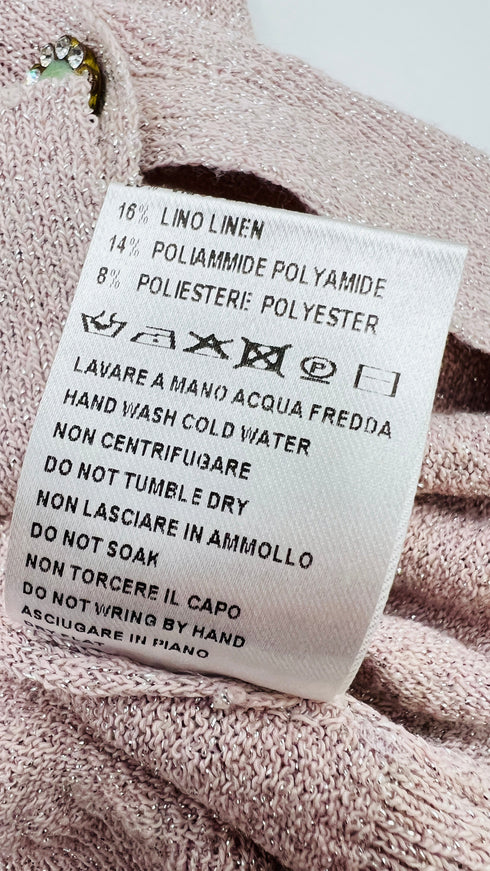 16% LINO LINEN
14% POLIAMMIDE POLYAMIDE
8% POLIESTERE POLYESTER
P
LAVARE A MANO ACQUA FREDDA
HAND WASH COLD WATER
NON CENTRIFUGARE
DO NOT TUMBLE DRY
NON LASCIARE IN AMMOLLO
DO NOT SOAK
NON TORCERE IL CAPO
DO NOT WRING BY HAND
ASCIUGARE IN PIANO